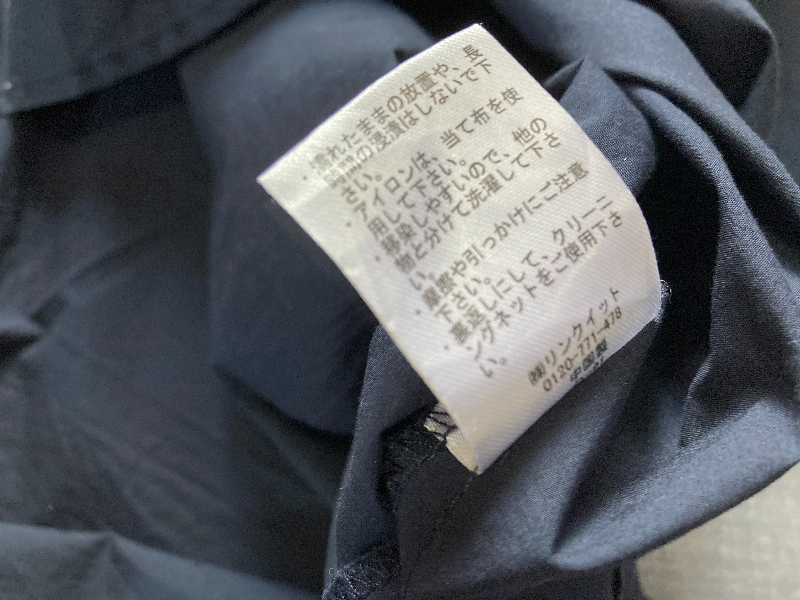 ・濡れたままの放置や、長
時間の浸漬はしないで下
さい。
・アイロンは、当て布を使
用して下さい。
・移染しやすいので、他の
物と分けて洗濯して下さ
い。
・摩擦や引っかけにご注意
下さい。
・裏返しにして、クリーニ
ングネットをご使用下さ
い。
㈱リンクイット
0120-771-478
中国製